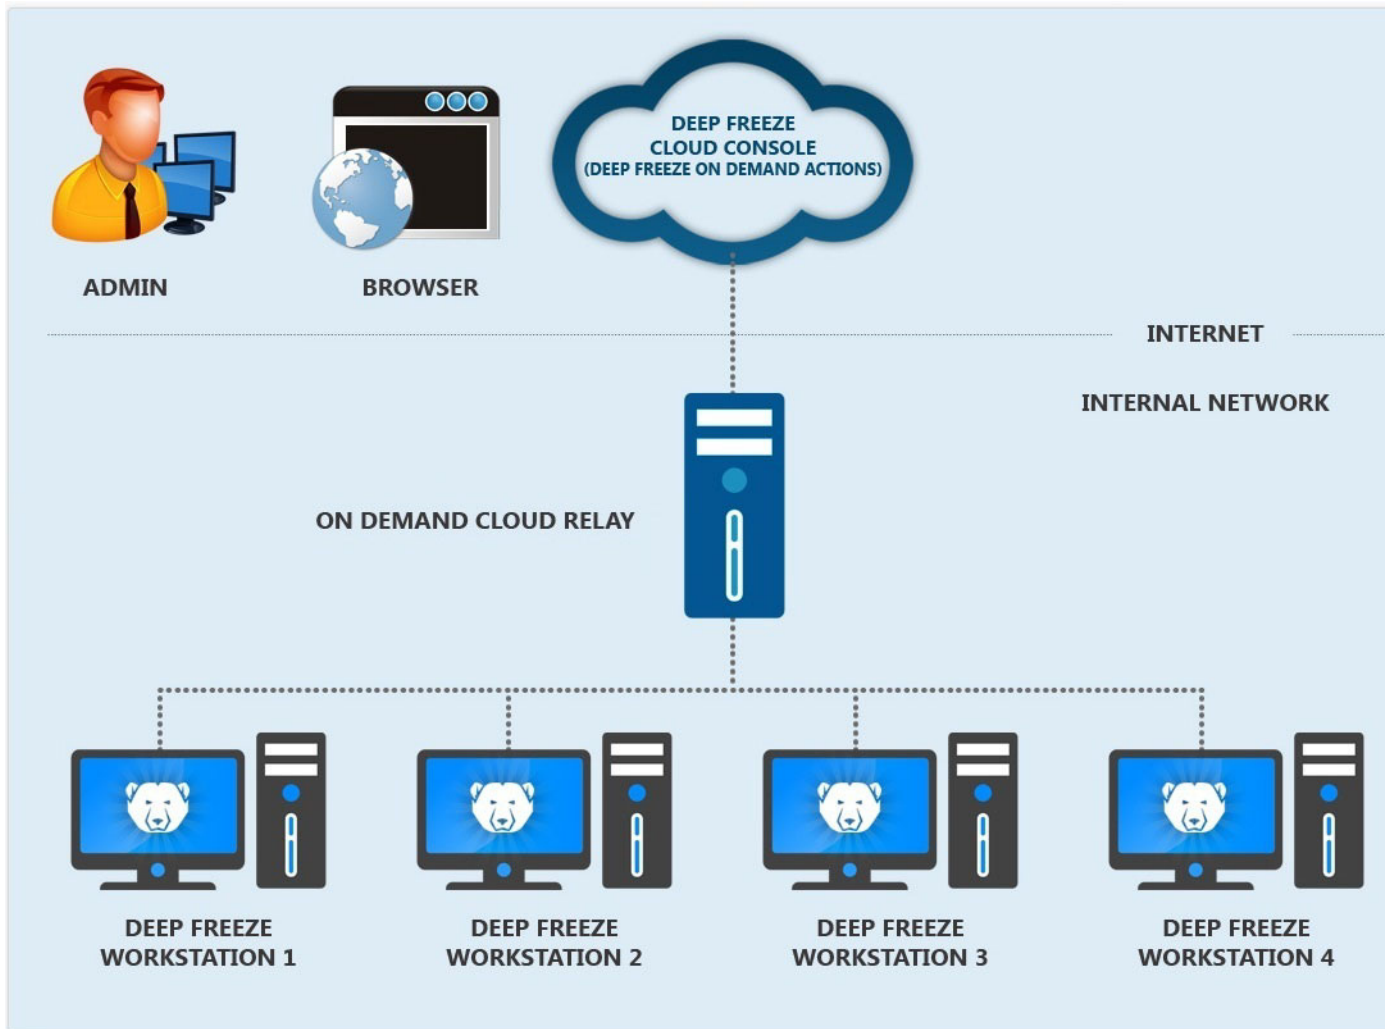 DEEP FREEZE
CLOUD CONSOLE
(DEEP FREEZE ON DEMAND ACTIONS)
ADMIN
BROWSER
INTERNET
INTERNAL NETWORK
ON DEMAND CLOUD RELAY
DEEP FREEZE
WORKSTATION 1
DEEP FREEZE
WORKSTATION 2
DEEP FREEZE
WORKSTATION 3
DEEP FREEZE
WORKSTATION 4